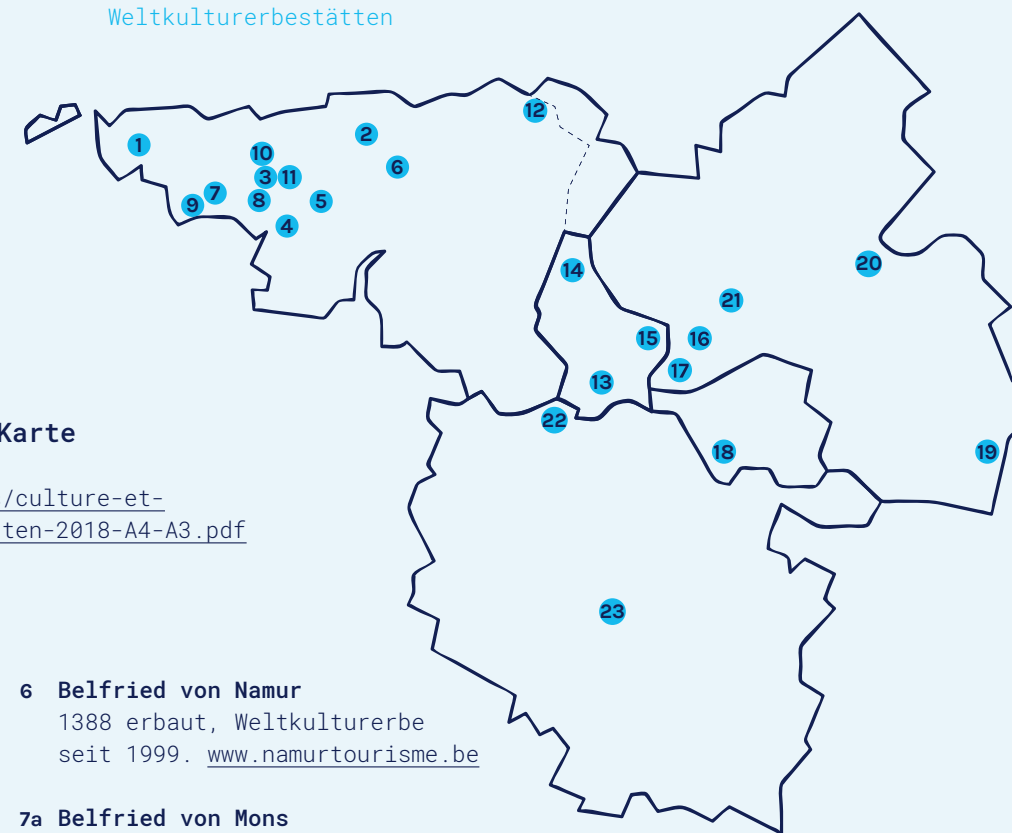 Weltkulturerbestätten
12
2
1
10
6
3
11
7
8
5
9
4
20
14
21
15
16
17
13
22
18
19
Karte
/culture-et-
ten-2018-A4-A3.pdf
23
6 Belfried von Namur
1388 erbaut, Weltkulturerbe
seit 1999. www.namurtourisme.be
7a Belfried von Mons